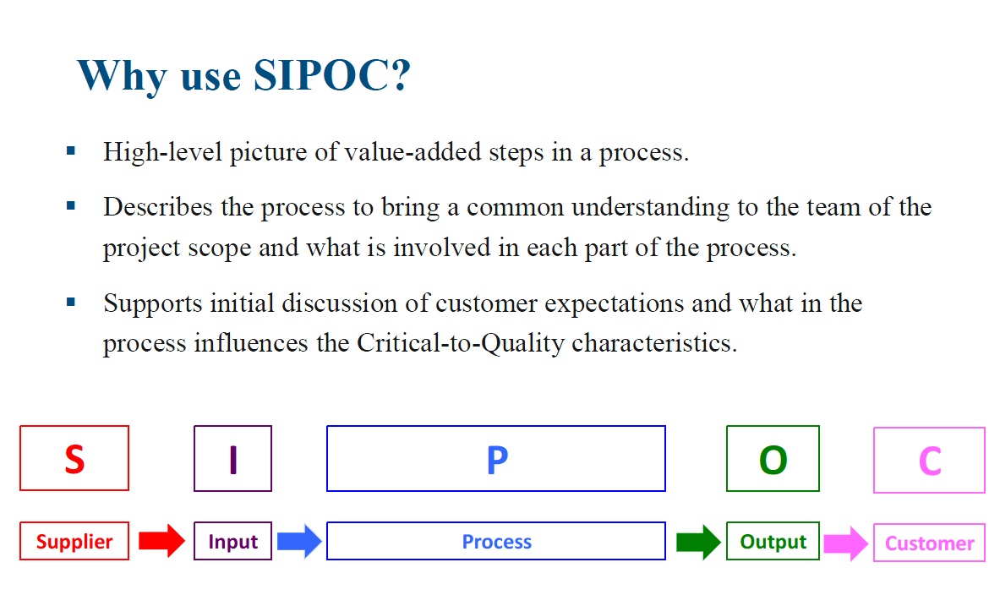 Why use SIPOC?
▪ High-level picture of value-added steps in a process.
▪ Describes the process to bring a common understanding to the team of the
project scope and what is involved in each part of the process.
▪ Supports initial discussion of customer expectations and what in the
process influences the Critical-to-Quality characteristics.
S I P O C
Supplier Input Process Output Customer